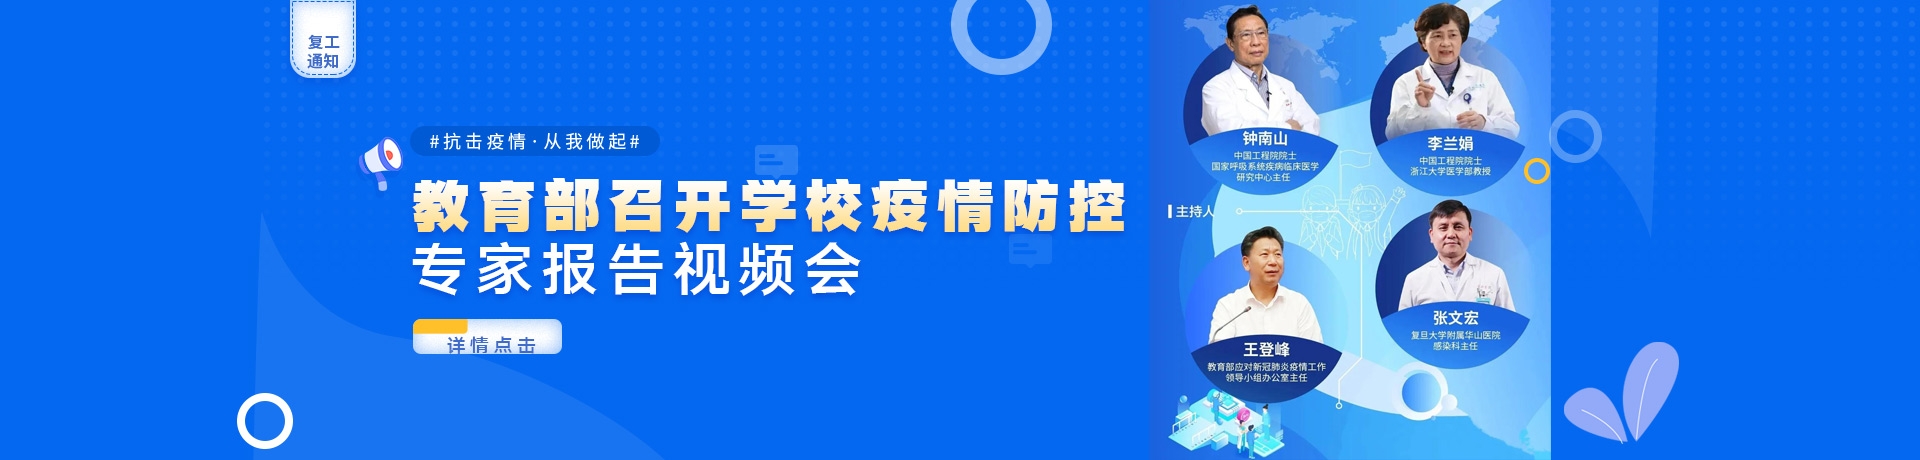 复工
通知
#抗击疫情·从我做起#
教育部召开学校疫情防控
专家报告视频会
详情点击
钟南山
中国工程院院士
国家呼吸系统疾病临床医学
研究中心主任
李兰娟
中国工程院院士
浙江大学医学部教授
主持人
王登峰
教育部应对新冠肺炎疫情工作
领导小组办公室主任
张文宏
复旦大学附属华山医院
感染科主任